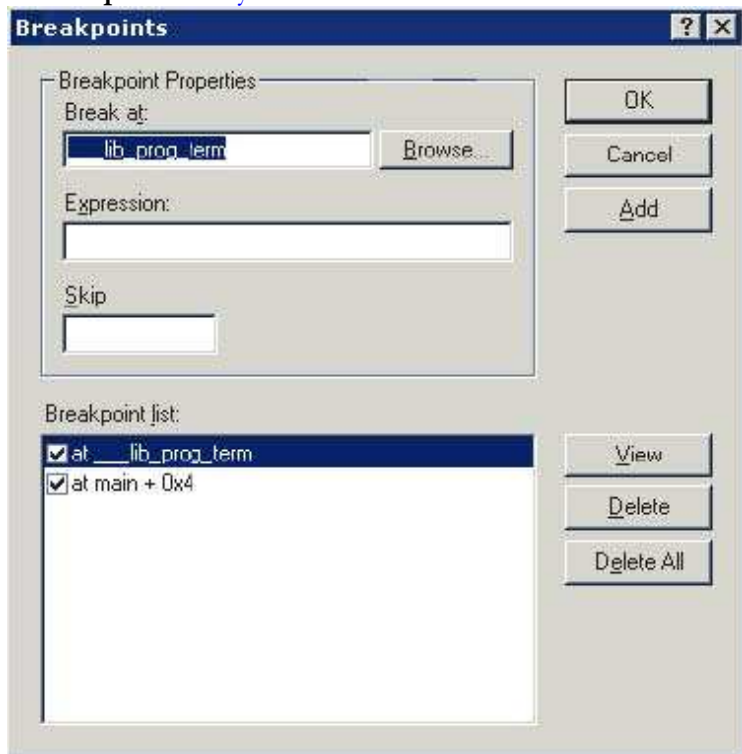 Breakpoints
Breakpoint Properties
Break at:
___lib_prog_term
Browse...
Expression:
Skip
OK
Cancel
Add
Breakpoint list:
at ___lib_prog_term
at main + 0x4
View
Delete
Delete All